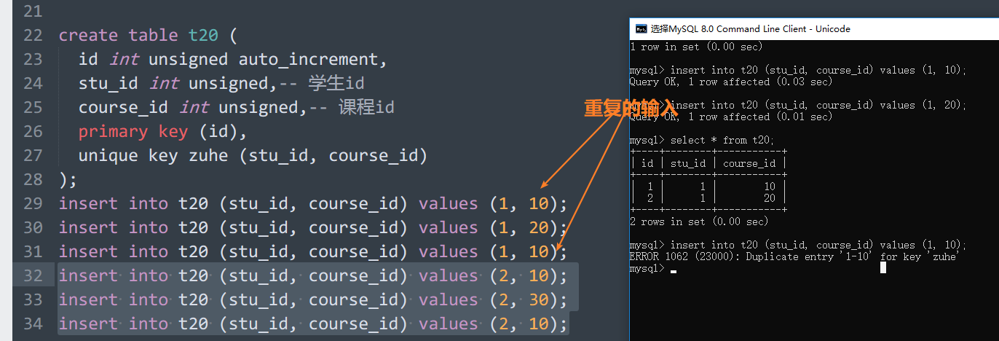 21
22 create table t20 (
23 id int unsigned auto_increment,
24 stu_id int unsigned,-- 学生id
25 course_id int unsigned,-- 课程id
26 primary key (id),
27 unique key zuhe (stu_id, course_id)
28 );
29 insert into t20 (stu_id, course_id) values (1, 10);
30 insert into t20 (stu_id, course_id) values (1, 20);
31 insert into t20 (stu_id, course_id) values (1, 10);
32 insert into t20 (stu_id, course_id) values (2, 10);
33 insert into t20 (stu_id, course_id) values (2, 30);
34 insert into t20 (stu_id, course_id) values (2, 10);
重复的输入
选择MySQL 8.0 Command Line Client - Unicode
1 row in set (0.00 sec)
mysql> insert into t20 (stu_id, course_id) values (1, 10);
Query OK, 1 row affected (0.03 sec)
mysql> insert into t20 (stu_id, course_id) values (1, 20);
Query OK, 1 row affected (0.01 sec)
mysql> select * from t20;
+----+--------+-----------+
| id | stu_id | course_id |
+----+--------+-----------+
| 1 | 1 | 10 |
| 2 | 1 | 20 |
+----+--------+-----------+
2 rows in set (0.00 sec)
mysql> insert into t20 (stu_id, course_id) values (1, 10);
ERROR 1062 (23000): Duplicate entry '1-10' for key 'zuhe'
mysql>